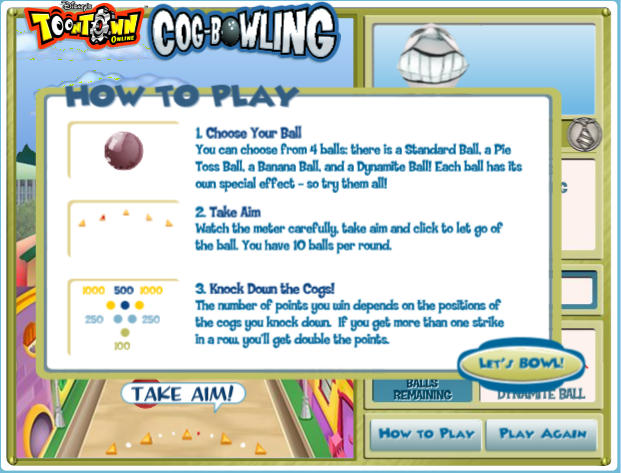 Disney's
TOONTOWN
ONLINE
COG-BOWLING
HOW TO PLAY
1. Choose Your Ball
You can choose from 4 balls: there is a Standard Ball, a Pie
Toss Ball, a Banana Ball, and a Dynamite Ball! Each ball has its
own special effect - so try them all!
2. Take Aim
Watch the meter carefully, take aim and click to let go of
the ball. You have 10 balls per round.
3. Knock Down the Cogs!
1000 500 1000
250 250
100
The number of points you win depends on the positions of
the cogs you knock down. If you get more than one strike
in a row, you'll get double the points.
LET'S BOWL!
TAKE AIM!
BALLS
REMAINING
DYNAMITE BALL
HOW TO PLAY
PLAY AGAIN